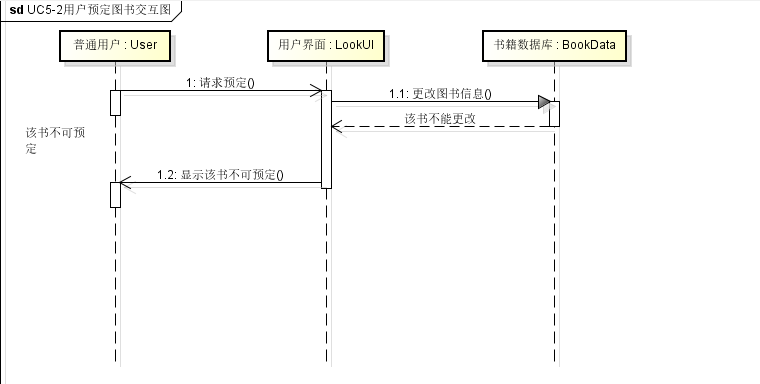 sd UC5-2用户预定图书交互图
普通用户 : User
用户界面 : LookUI
书籍数据库 : BookData
1: 请求预定()
1.1: 更改图书信息()
该书不能更改
该书不可预
定
1.2: 显示该书不可预定()